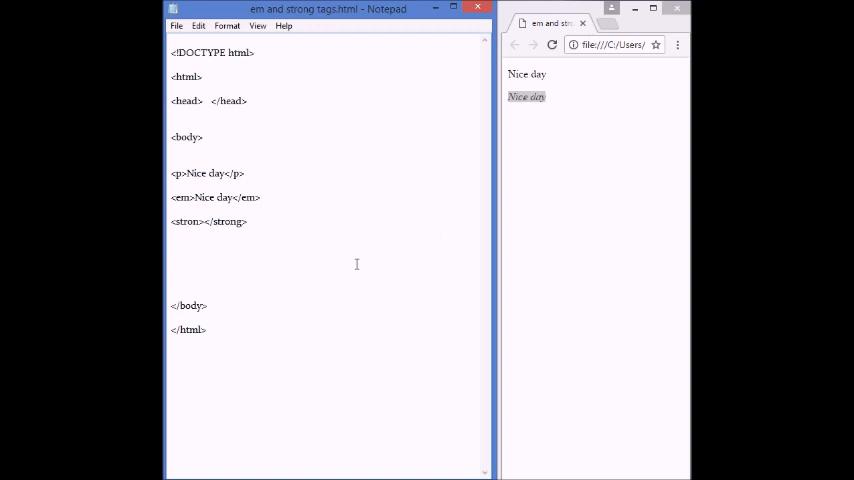 em and strong tags.html - Notepad
File Edit Format View Help
<!DOCTYPE html>
<html>
<head>   </head>
<body>
<p>Nice day</p>
<em>Nice day</em>
<stron></strong>
</body>
</html>
em and stro
file:///C:/Users/
Nice day
Nice day